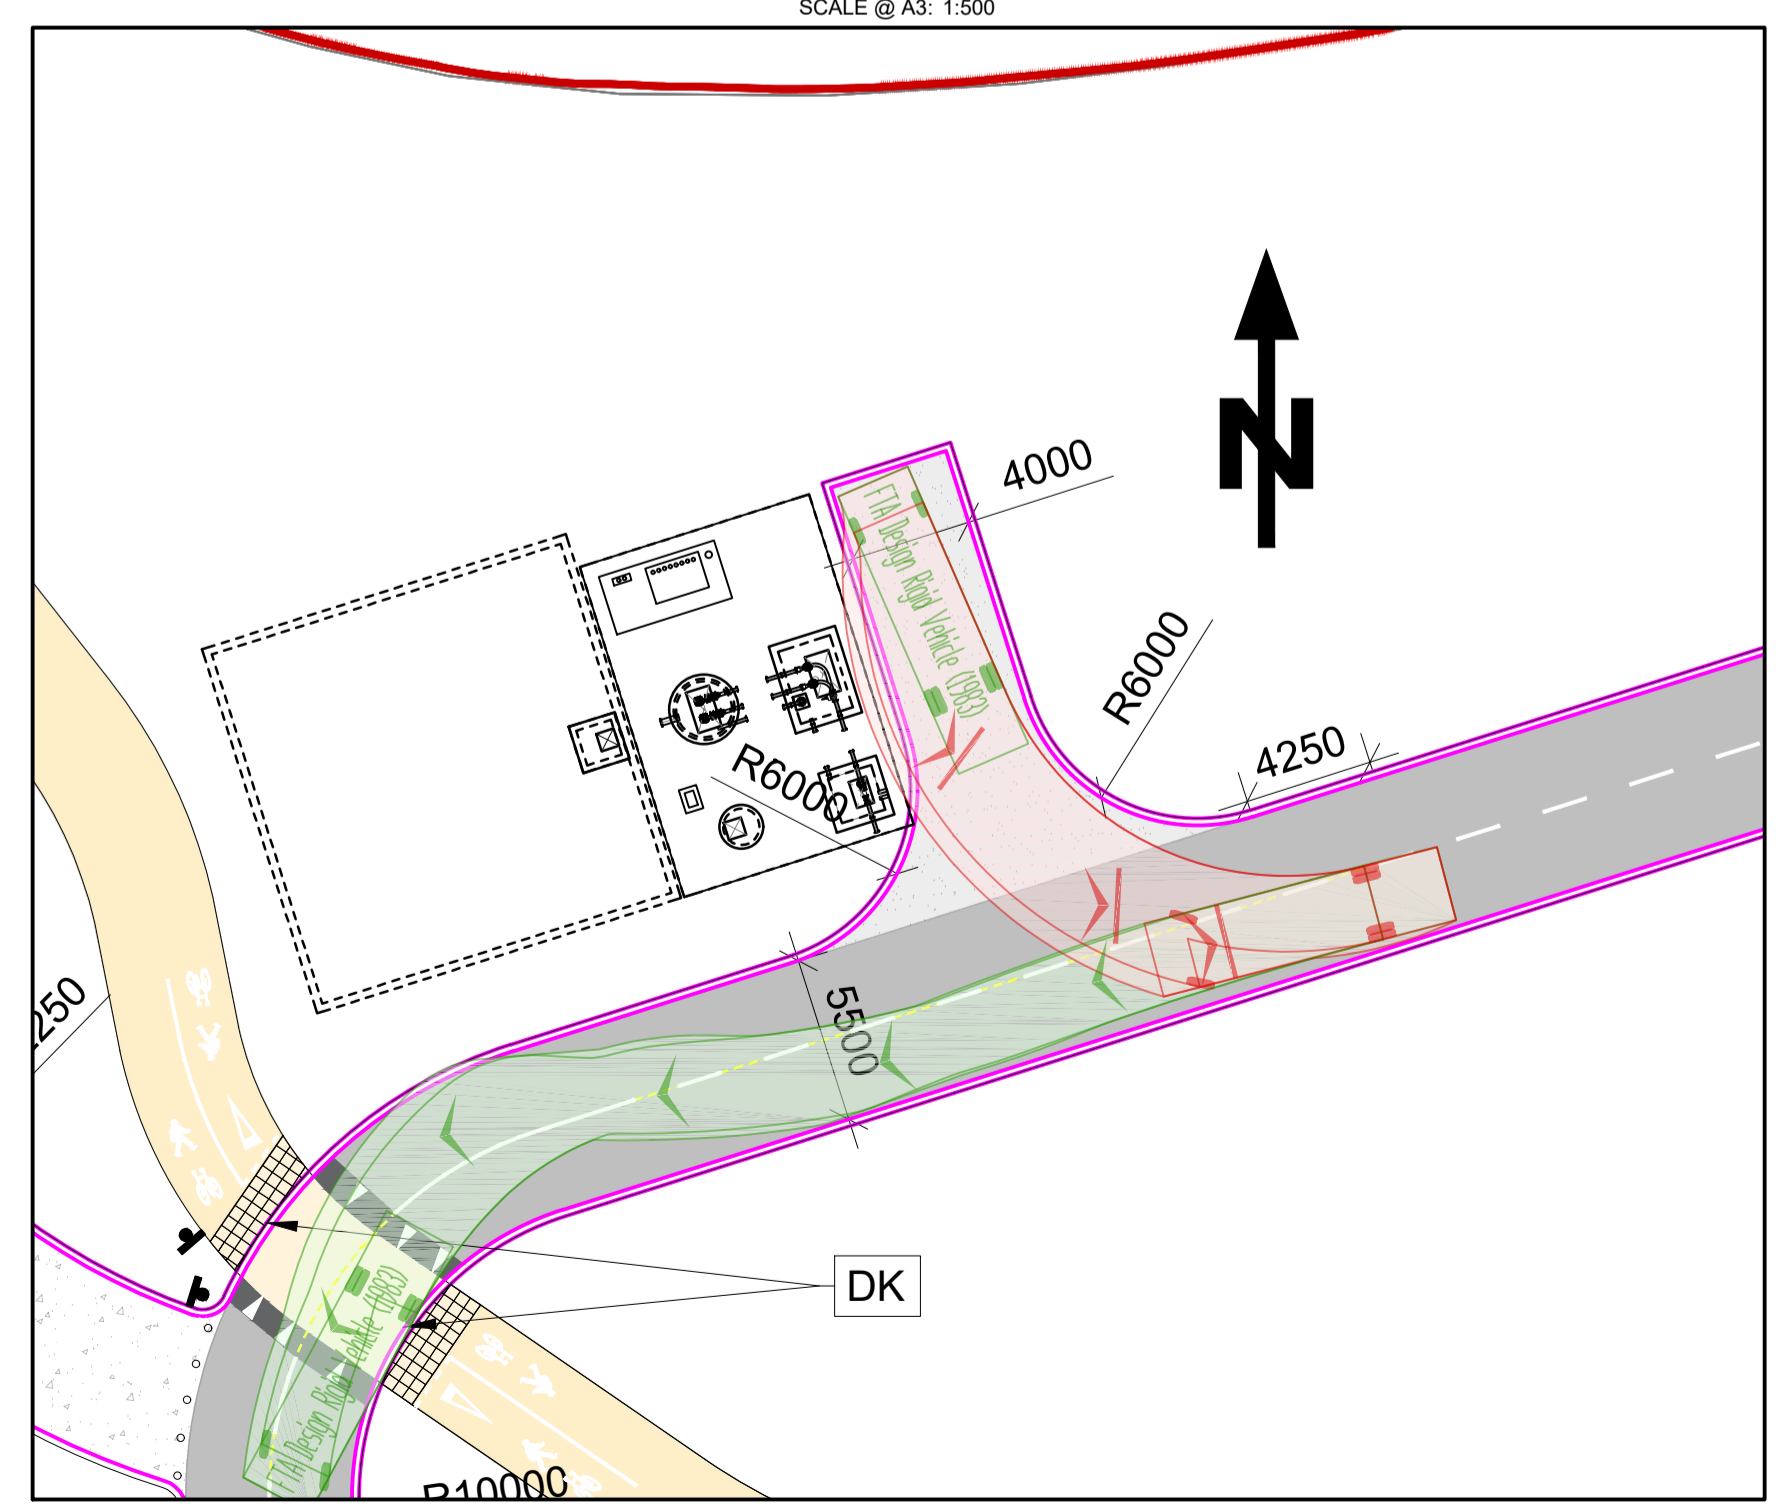 SCALE @ A3: 1:500
N
4000
FTA Design Rigid Vehicle (1983)
R6000
4250
R6000
5500
250
DK
FTA Design Rigid Vehicle (1983)
R10000